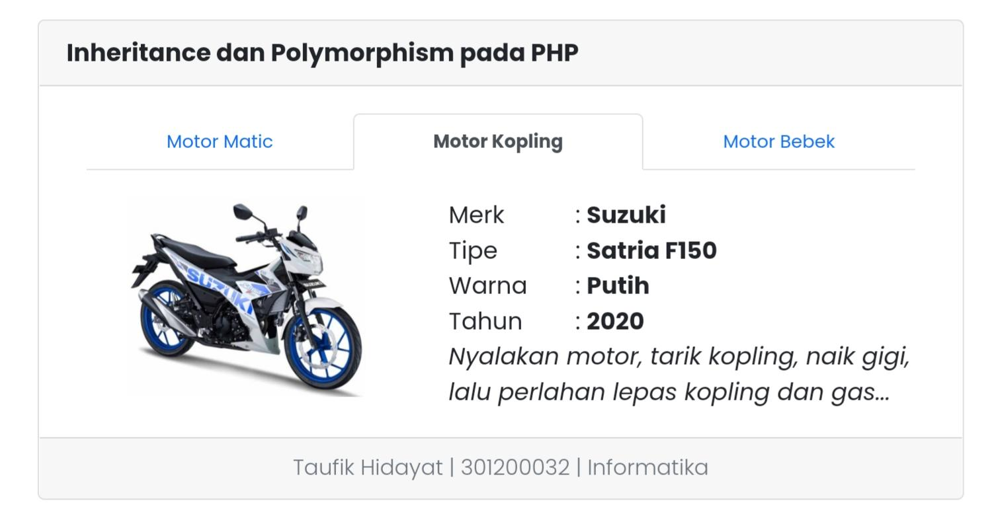 Inheritance dan Polymorphism pada PHP
Motor Matic
Motor Kopling
Motor Bebek
SUZUKI
Merk : Suzuki
Tipe : Satria F150
Warna : Putih
Tahun : 2020
Nyalakan motor, tarik kopling, naik gigi,
lalu perlahan lepas kopling dan gas...
Taufik Hidayat | 301200032 | Informatika